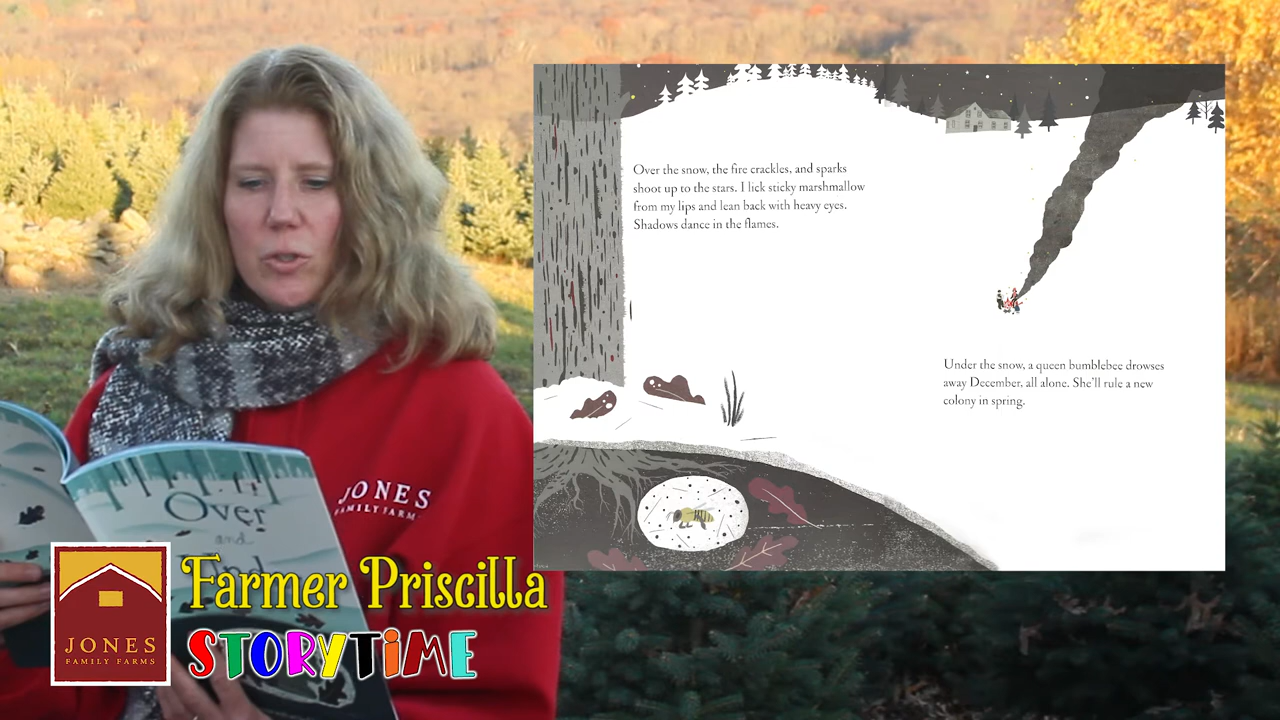 Over the snow, the fire crackles, and sparks
shoot up to the stars. I lick sticky marshmallow
from my lips and lean back with heavy eyes.
Shadows dance in the flames.
Under the snow, a queen bumblebee drowses
away December, all alone. She'll rule a new
colony in spring.
JONES
FAMILY FARMS
Over
and
JONES
FAMILY FARMS
Farmer Priscilla
STORYTiME